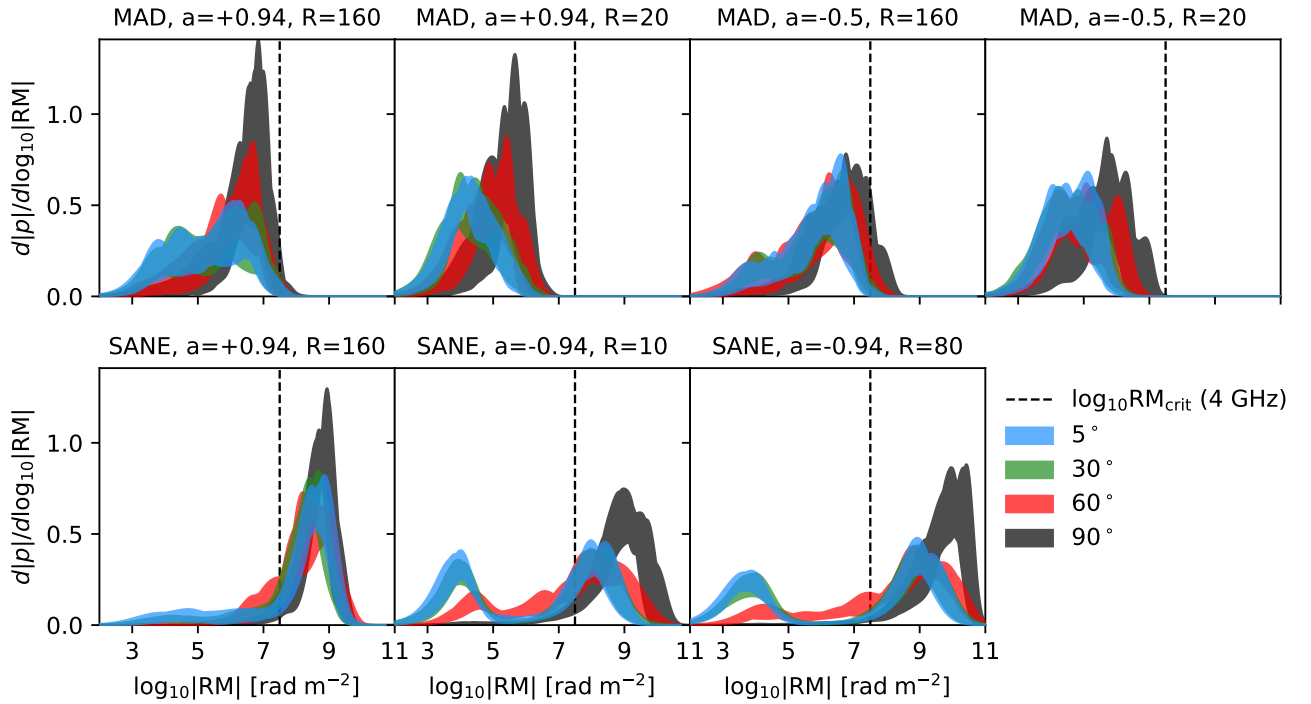 MAD, a=+0.94, R=160 MAD, a=+0.94, R=20 MAD, a=-0.5, R=160 MAD, a=-0.5, R=20
1.0
0.5
0.0
d|p|/dlog₁₀|RM|
SANE, a=+0.94, R=160 SANE, a=-0.94, R=10 SANE, a=-0.94, R=80
1.0
0.5
0.0
d|p|/dlog₁₀|RM|
3 5 7 9 11 3 5 7 9 11 3 5 7 9 11
log₁₀|RM| [rad m⁻²] log₁₀|RM| [rad m⁻²] log₁₀|RM| [rad m⁻²]
log₁₀RM_crit (4 GHz)
5°
30°
60°
90°